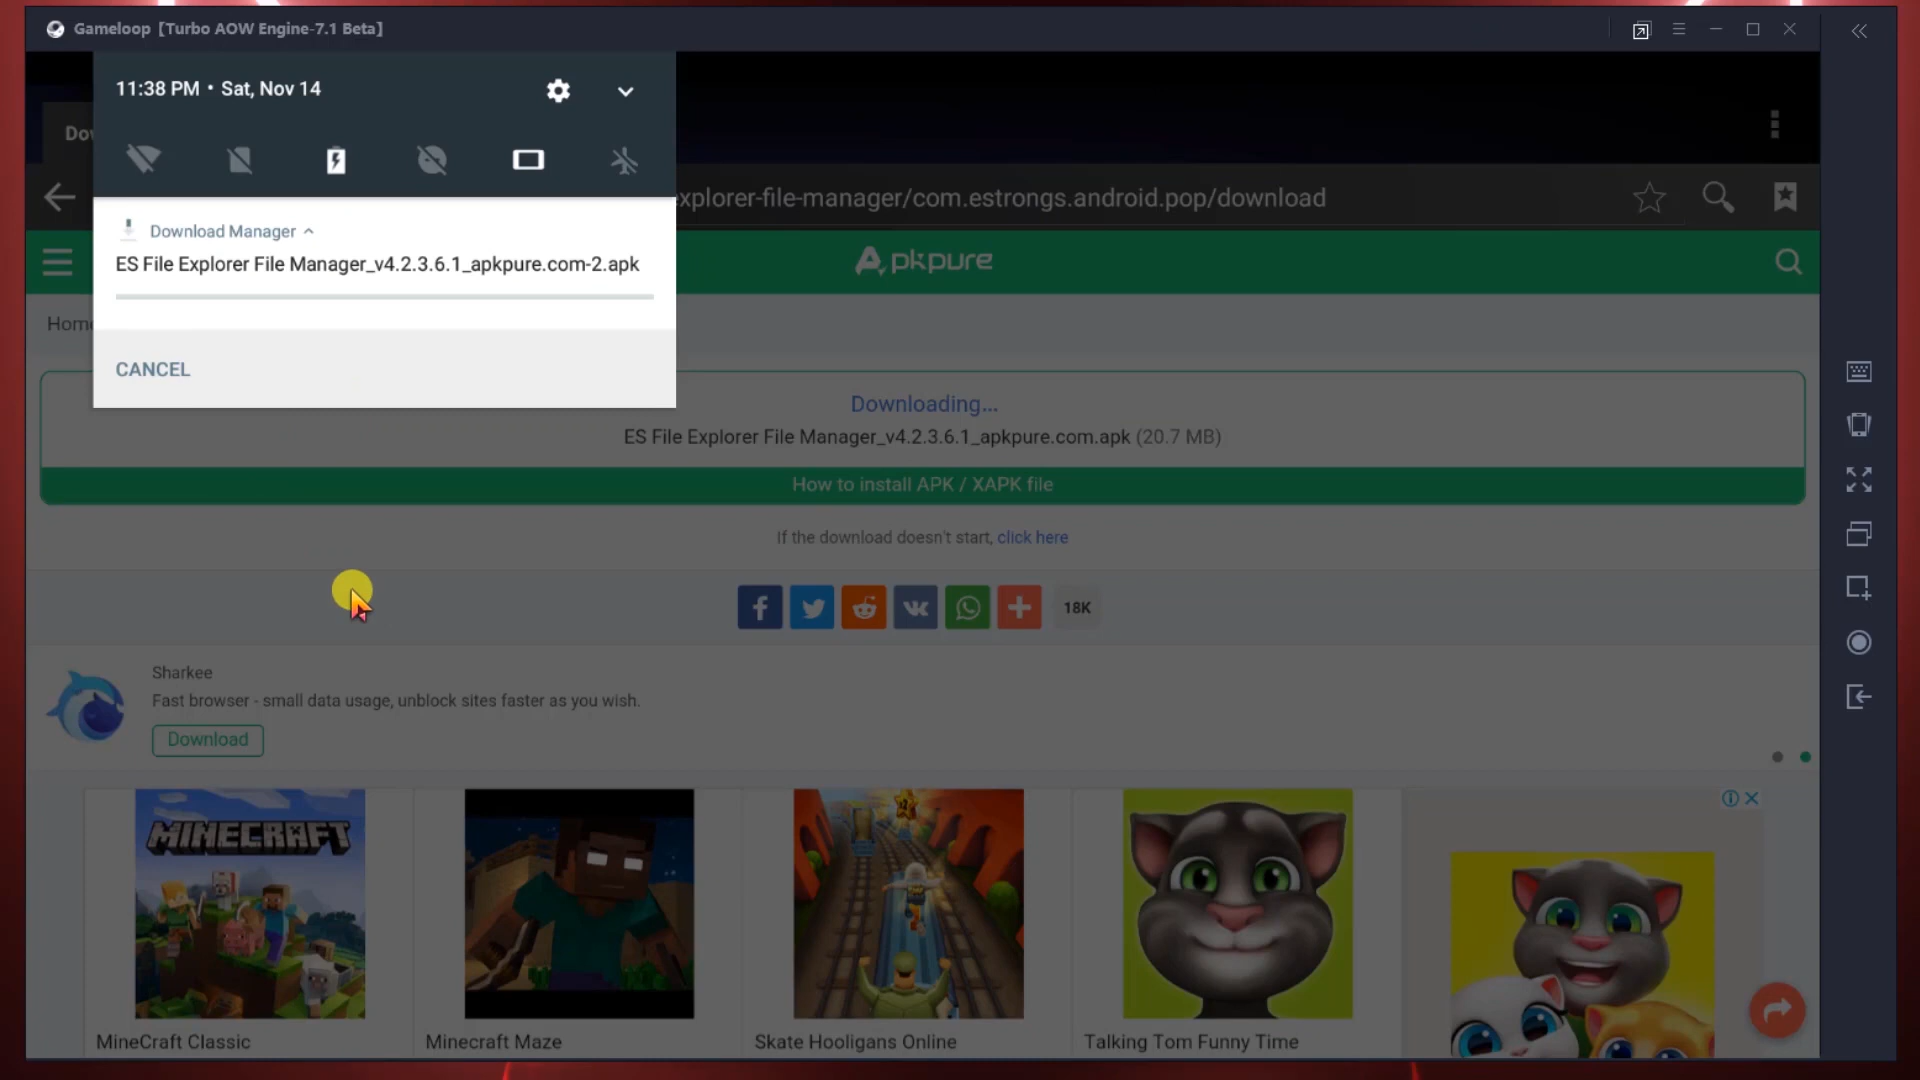 Gameloop [Turbo AOW Engine-7.1 Beta]
11:38 PM • Sat, Nov 14
Download Manager
ES File Explorer File Manager_v4.2.3.6.1_apkpure.com-2.apk
CANCEL
explorer-file-manager/com.estrongs.android.pop/download
Apkpure
Downloading...
ES File Explorer File Manager_v4.2.3.6.1_apkpure.com.apk (20.7 MB)
How to install APK / XAPK file
If the download doesn't start, click here
18K
Sharkee
Fast browser - small data usage, unblock sites faster as you wish.
Download
MINECRAFT
MineCraft Classic
Minecraft Maze
Skate Hooligans Online
Talking Tom Funny Time